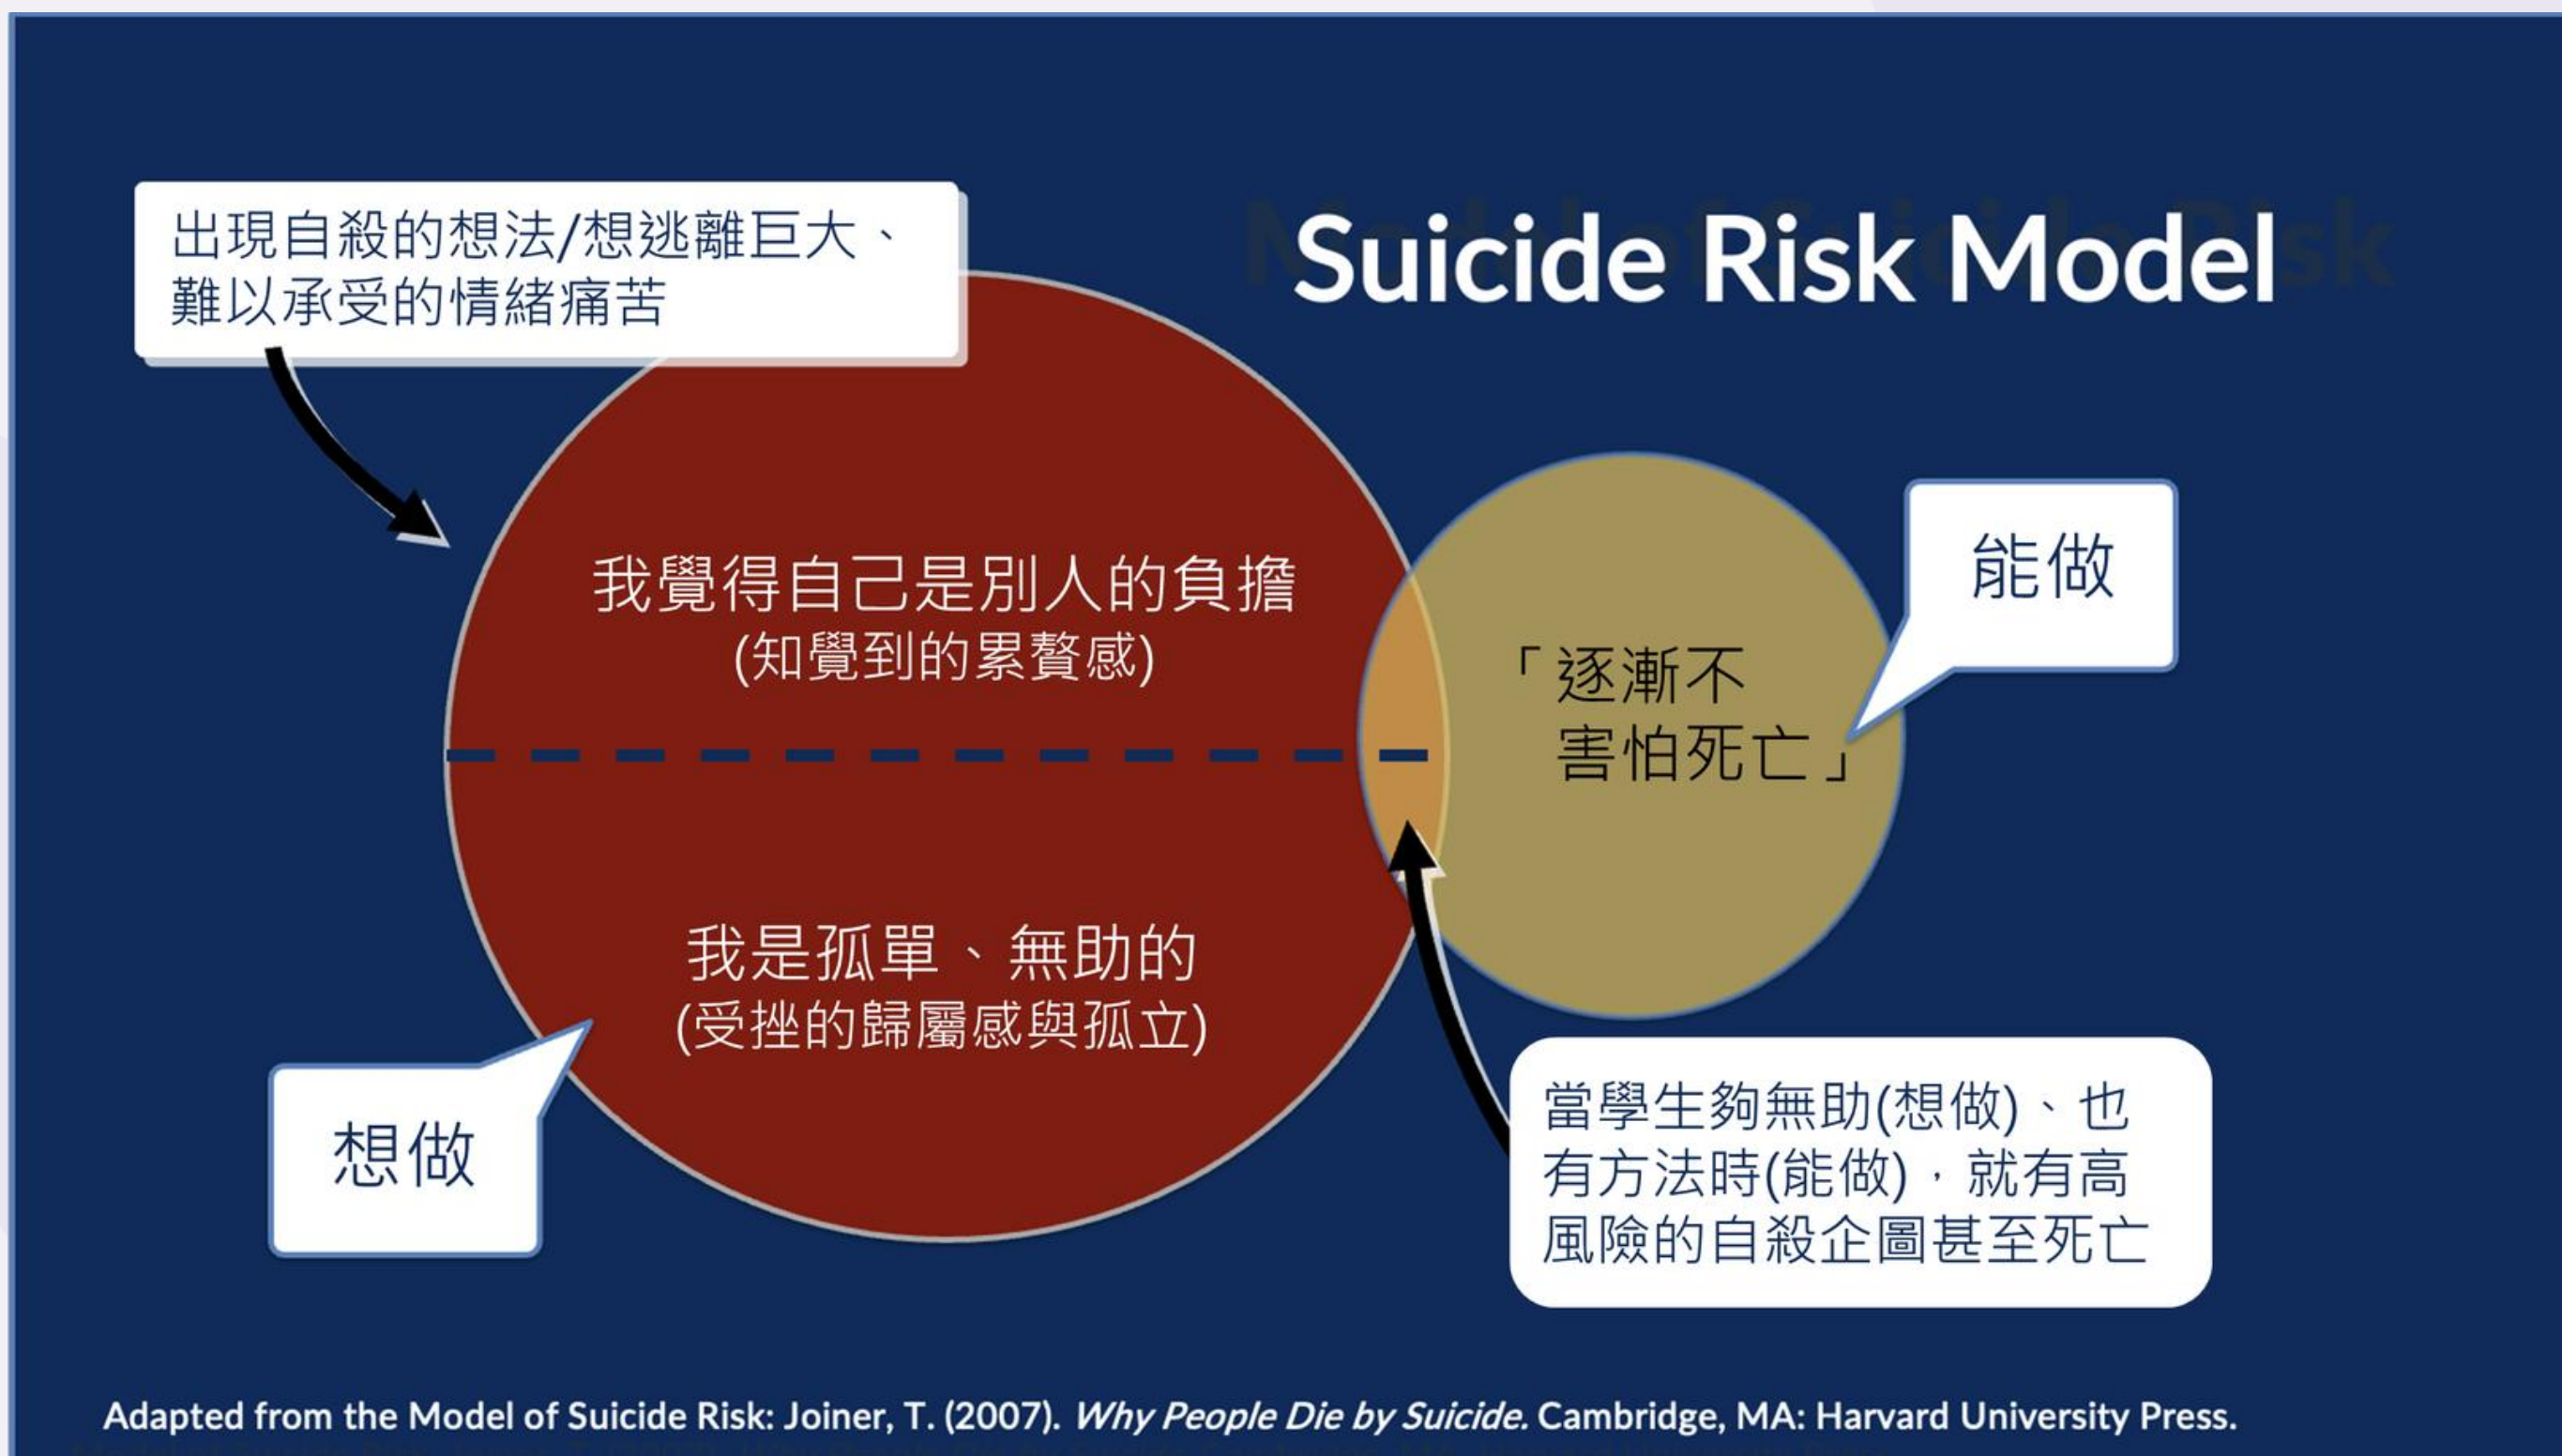 Suicide Risk Model
出現自殺的想法/想逃離巨大、
難以承受的情緒痛苦
我覺得自己是別人的負擔
(知覺到的累贅感)
我是孤單、無助的
(受挫的歸屬感與孤立)
想做
「逐漸不
害怕死亡」
能做
當學生夠無助(想做)、也
有方法時(能做)，就有高
風險的自殺企圖甚至死亡
Adapted from the Model of Suicide Risk: Joiner, T. (2007). Why People Die by Suicide. Cambridge, MA: Harvard University Press.